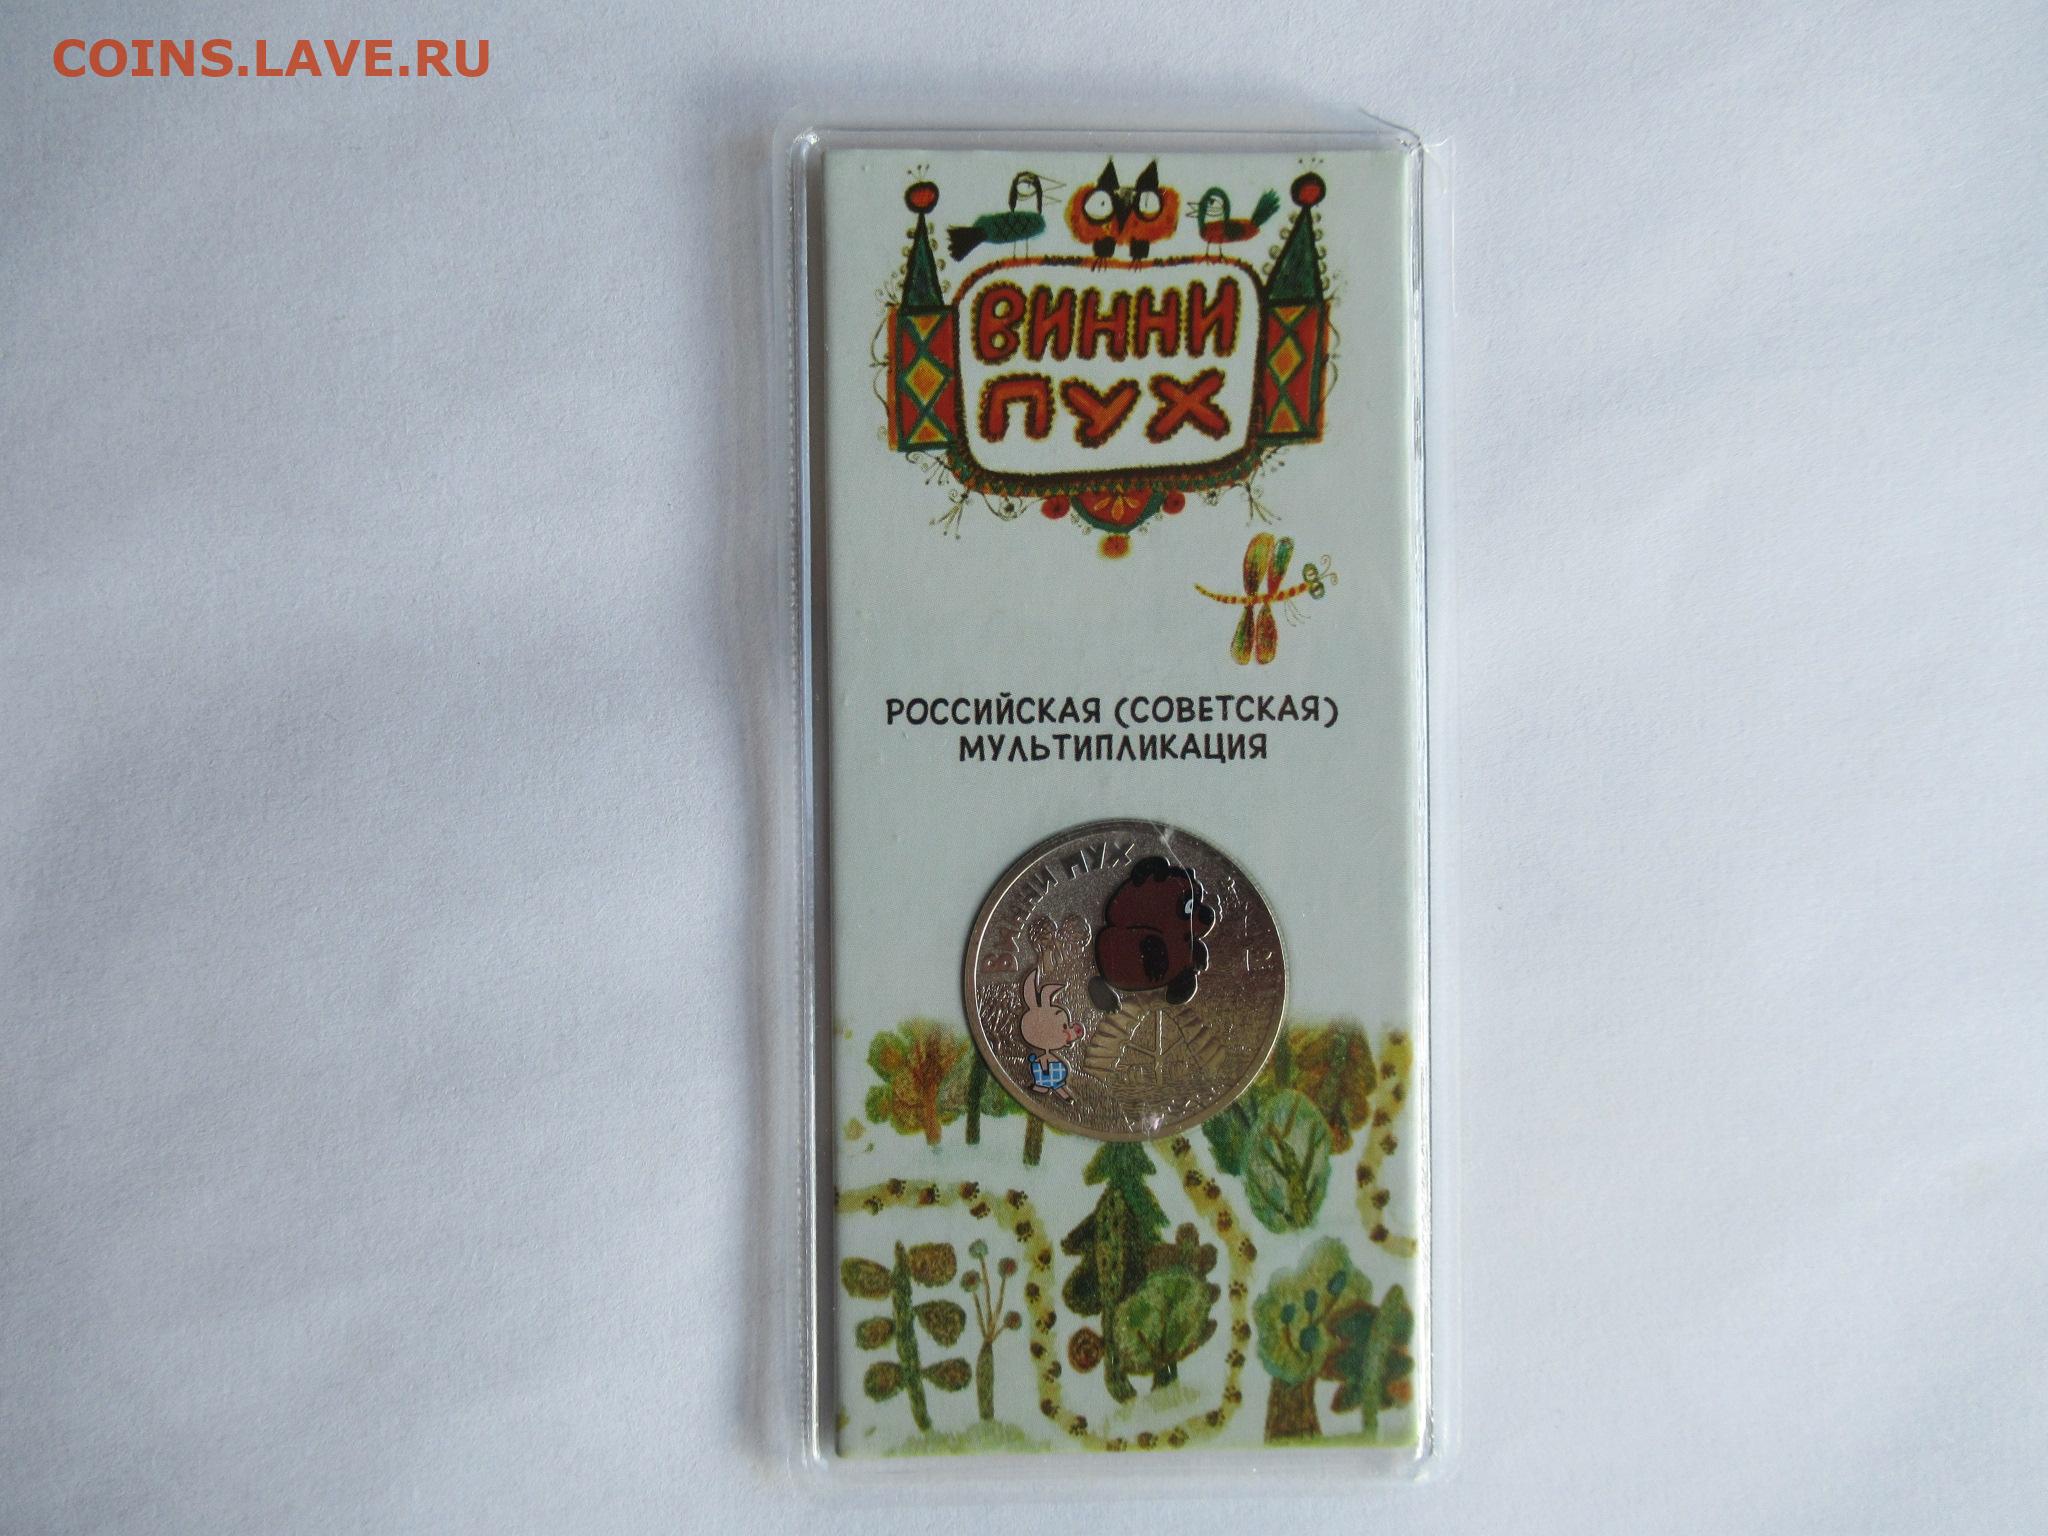 COINS.LAVE.RU
ВИННИ
ПУХ
РОССИЙСКАЯ (СОВЕТСКАЯ)
МУЛЬТИПЛИКАЦИЯ
ВИННИ ПУХ